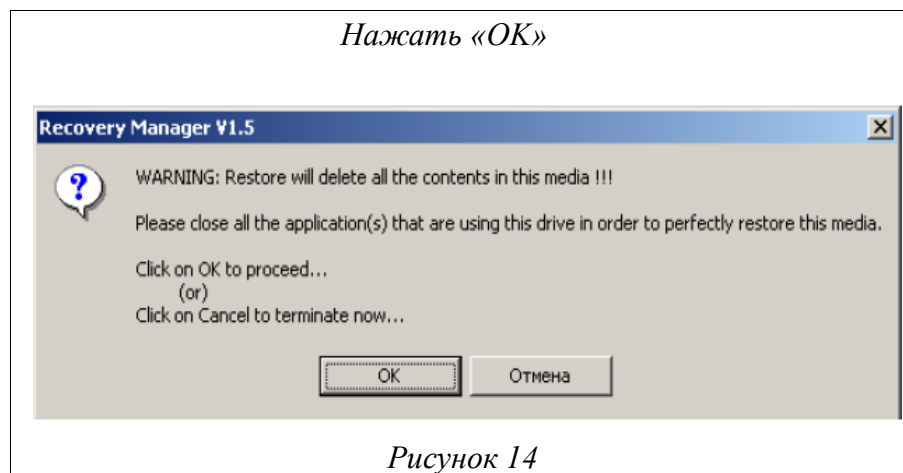 Нажать «OK»
Recovery Manager V1.5
WARNING: Restore will delete all the contents in this media !!!
Please close all the application(s) that are using this drive in order to perfectly restore this media.
Click on OK to proceed...
(or)
Click on Cancel to terminate now...
OK
Отмена
Рисунок 14